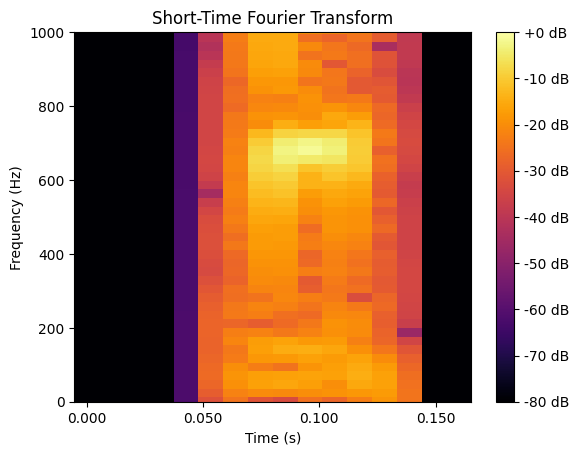 Short-Time Fourier Transform
Frequency (Hz)
1000
800
600
400
200
0
0.000
0.050
0.100
0.150
Time (s)
+0 dB
-10 dB
-20 dB
-30 dB
-40 dB
-50 dB
-60 dB
-70 dB
-80 dB